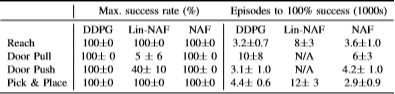 Max. success rate (%) Episodes to 100% success (1000s)
DDPG Lin-NAF NAF DDPG Lin-NAF NAF
Reach 100±0 100±0 100±0 3.2±0.7 8±3 3.6±1.0
Door Pull 100± 0 5 ± 6 100± 0 10±8 N/A 6±3
Door Push 100±0 40± 10 100± 0 3.1± 1.0 N/A 4.2± 1.0
Pick & Place 100±0 100±0 100±0 4.4± 0.6 12± 3 2.9±0.9